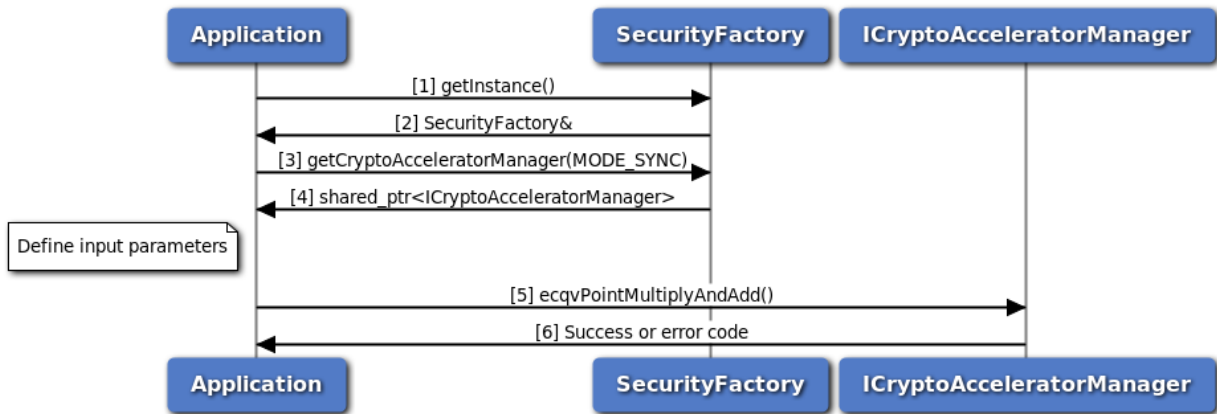 Application
SecurityFactory
ICryptoAcceleratorManager
[1] getInstance()
[2] SecurityFactory&
[3] getCryptoAcceleratorManager(MODE_SYNC)
[4] shared_ptr<ICryptoAcceleratorManager>
Define input parameters
[5] ecqvPointMultiplyAndAdd()
[6] Success or error code
Application
SecurityFactory
ICryptoAcceleratorManager